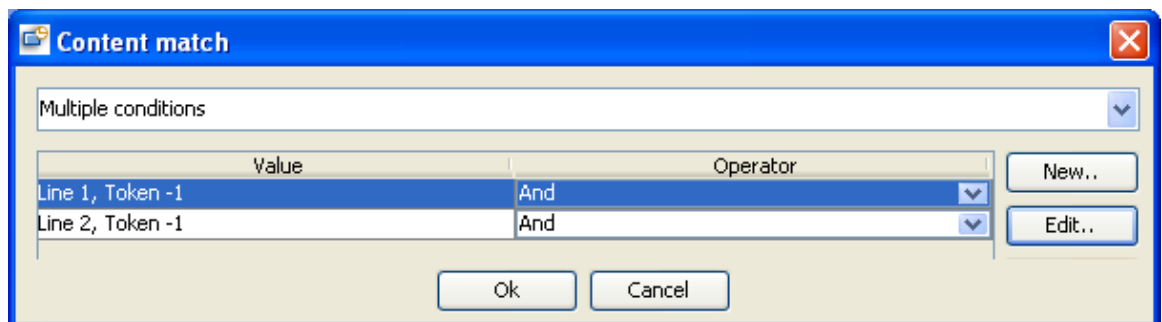 Content match
Multiple conditions
Value Operator
New..
Line 1, Token -1 And
Line 2, Token -1 And
Edit..
Ok Cancel